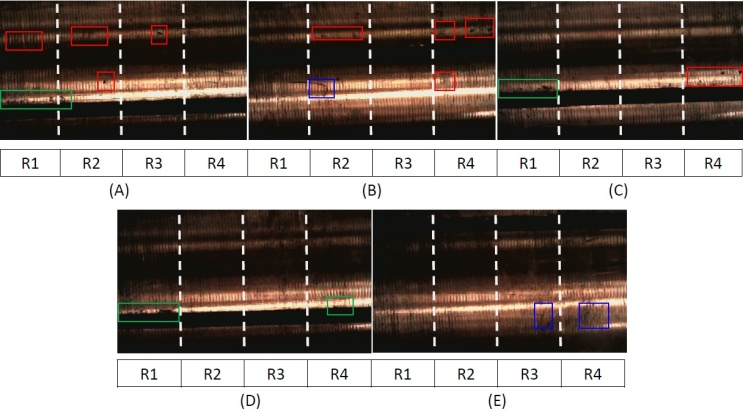 R1 R2 R3 R4 R1 R2 R3 R4 R1 R2 R3 R4
(A) (B) (C)
R1 R2 R3 R4 R1 R2 R3 R4
(D) (E)